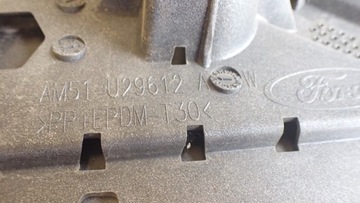 AM51 U29612 A W
>PP+EPDM-T30<
Ford